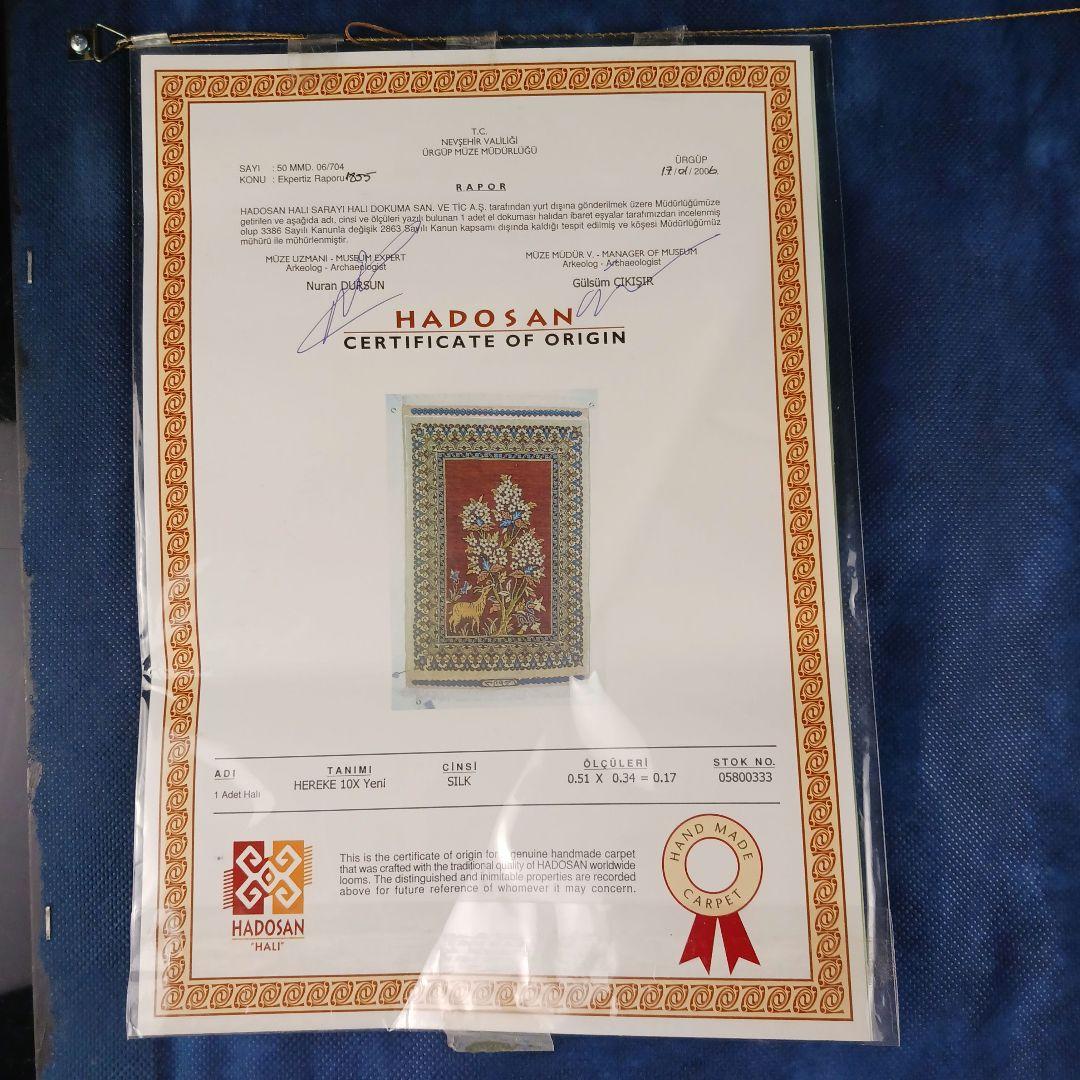 T.C.
NEVŞEHİR VALİLİĞİ
ÜRGÜP MÜZE MÜDÜRLÜĞÜ
SAYI : 50 MMD. 06/704
KONU : Ekpertiz Raporu 1855
ÜRGÜP
17/01/2006
RAPOR
HADOSAN HALI SARAYI HALI DOKUMA SAN. VE TİC A.Ş. tarafından yurt dışına gönderilmek üzere Müdürlüğümüze
getirilen ve aşağıda adı, cinsi ve ölçüleri yazılı bulunan 1 adet el dokuması halıdan ibaret eşyalar tarafımızdan incelenmiş
olup 3386 Sayılı Kanunla değişik 2863 Sayılı Kanun kapsamı dışında kaldığı tespit edilmiş ve köşesi Müdürlüğümüz
mühürü ile mühürlenmiştir.
MÜZE UZMANI - MUSEUM EXPERT
Arkeolog - Archaeologist
Nuran DURSUN
MÜZE MÜDÜR V. - MANAGER OF MUSEUM
Arkeolog - Archaeologist
Gülsüm ÇIKIŞIR
HADOSAN
CERTIFICATE OF ORIGIN
ADI TANIMI CİNSİ ÖLÇÜLERİ STOK NO.
1 Adet Halı HEREKE 10X Yeni SILK 0.51 X 0.34 = 0.17 05800333
HADOSAN
"HALI"
This is the certificate of origin for a genuine handmade carpet
that was crafted with the traditional quality of HADOSAN worldwide
looms. The distinguished and inimitable properties are recorded
above for future reference of whomever it may concern.
HAND MADE
CARPET